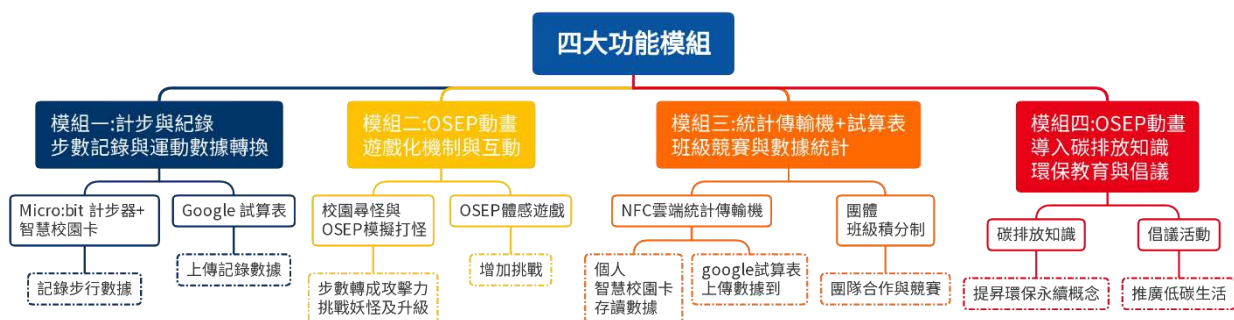 四大功能模組
模組一:計步與紀錄
步數記錄與運動數據轉換
模組二:OSEP動畫
遊戲化機制與互動
模組三:統計傳輸機+試算表
班級競賽與數據統計
模組四:OSEP動畫
導入碳排放知識
環保教育與倡議
Micro:bit 計步器+
智慧校園卡
Google 試算表
校園尋怪與
OSEP模擬打怪
OSEP體感遊戲
NFC雲端統計傳輸機
團體
班級積分制
碳排放知識
倡議活動
記錄步行數據
上傳記錄數據
步數轉成攻擊力
挑戰妖怪及升級
增加挑戰
個人
智慧校園卡
存讀數據
google試算表
上傳數據到
團隊合作與競賽
提昇環保永續概念
推廣低碳生活